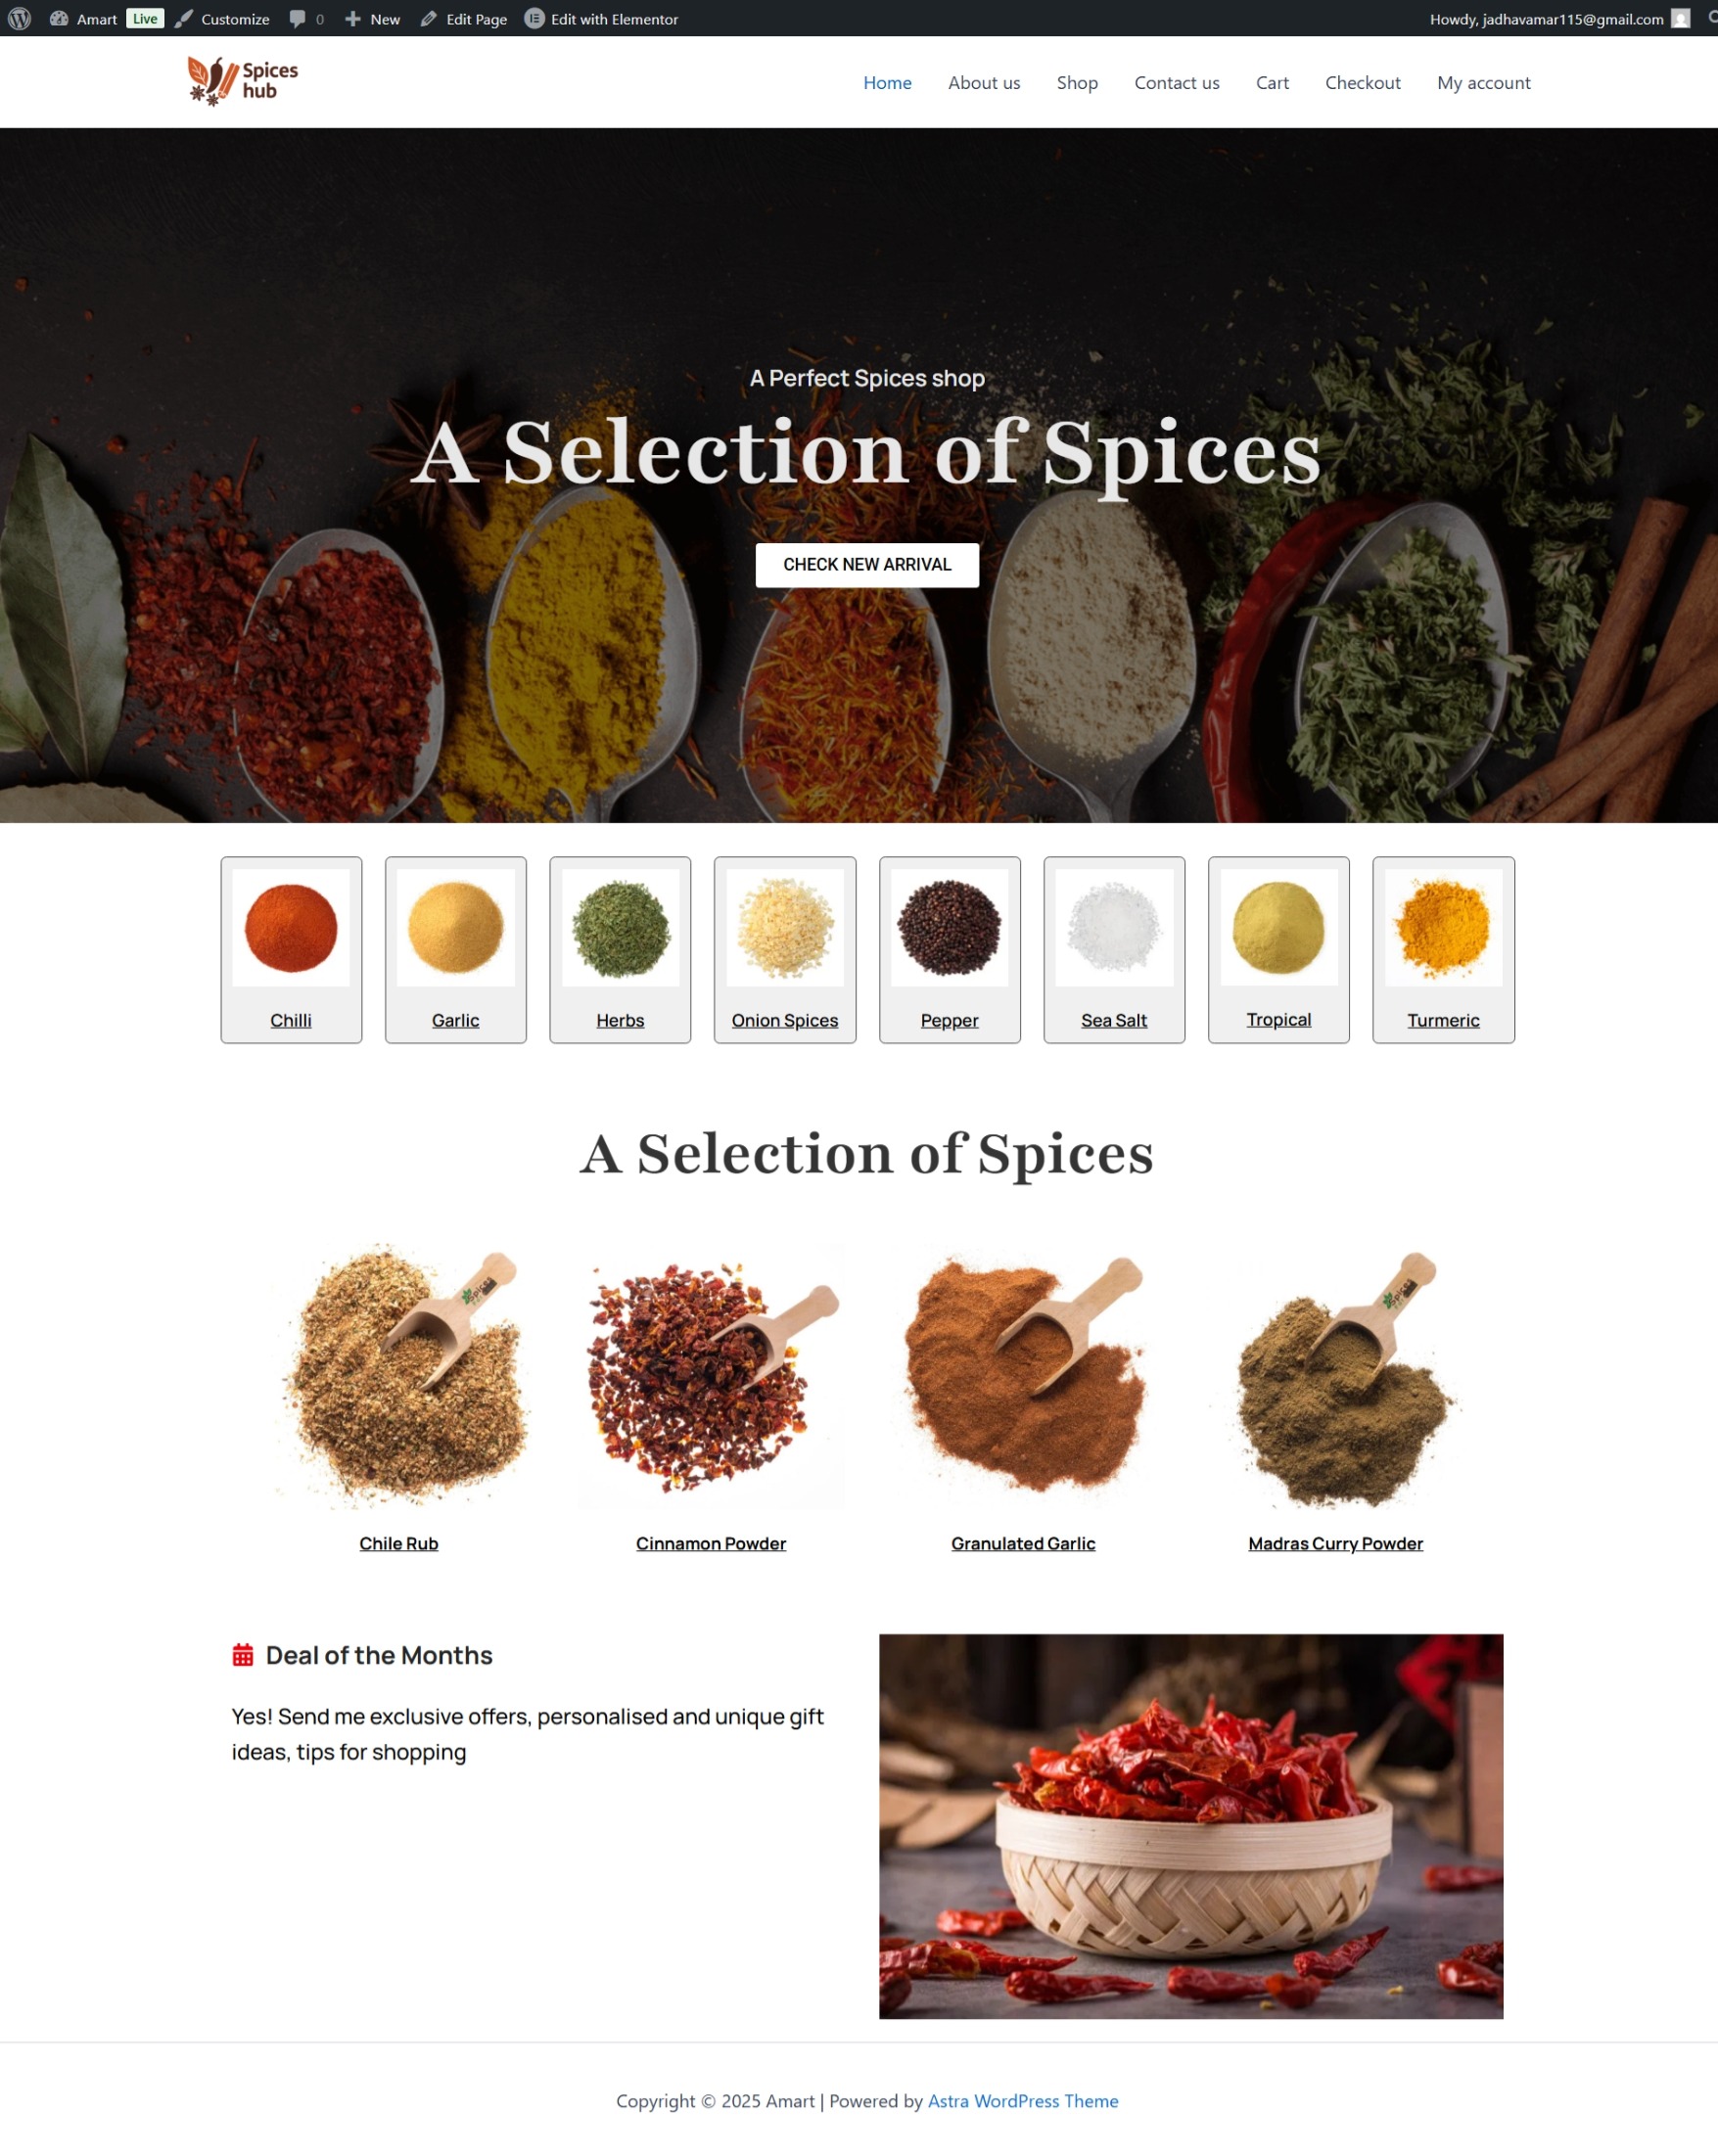 Amart Live Customize 0 New Edit Page Edit with Elementor Howdy, jadhavamar115@gmail.com
Spices
hub
Home About us Shop Contact us Cart Checkout My account
A Perfect Spices shop
A Selection of Spices
CHECK NEW ARRIVAL
Chilli Garlic Herbs Onion Spices Pepper Sea Salt Tropical Turmeric
A Selection of Spices
Chile Rub Cinnamon Powder Granulated Garlic Madras Curry Powder
Deal of the Months
Yes! Send me exclusive offers, personalised and unique gift
ideas, tips for shopping
Copyright © 2025 Amart | Powered by Astra WordPress Theme